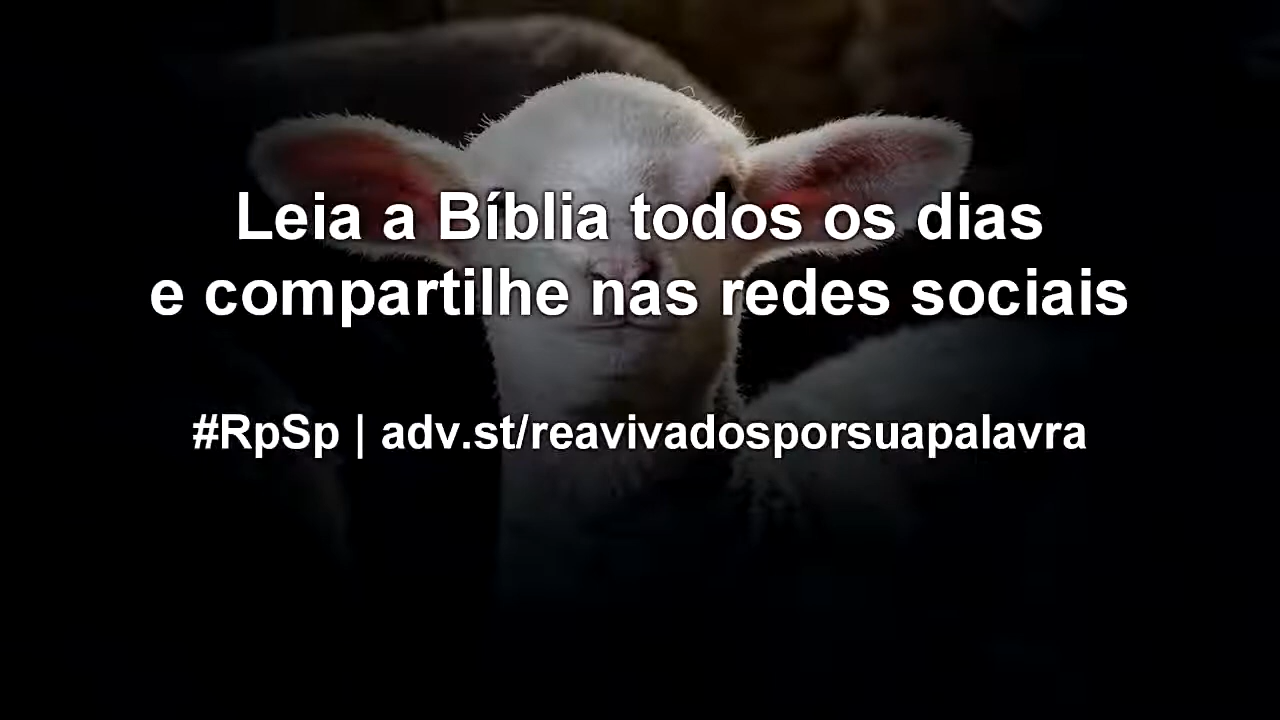 Leia a Bíblia todos os dias
e compartilhe nas redes sociais
#RpSp | adv.st/reavivadosporsuapalavra